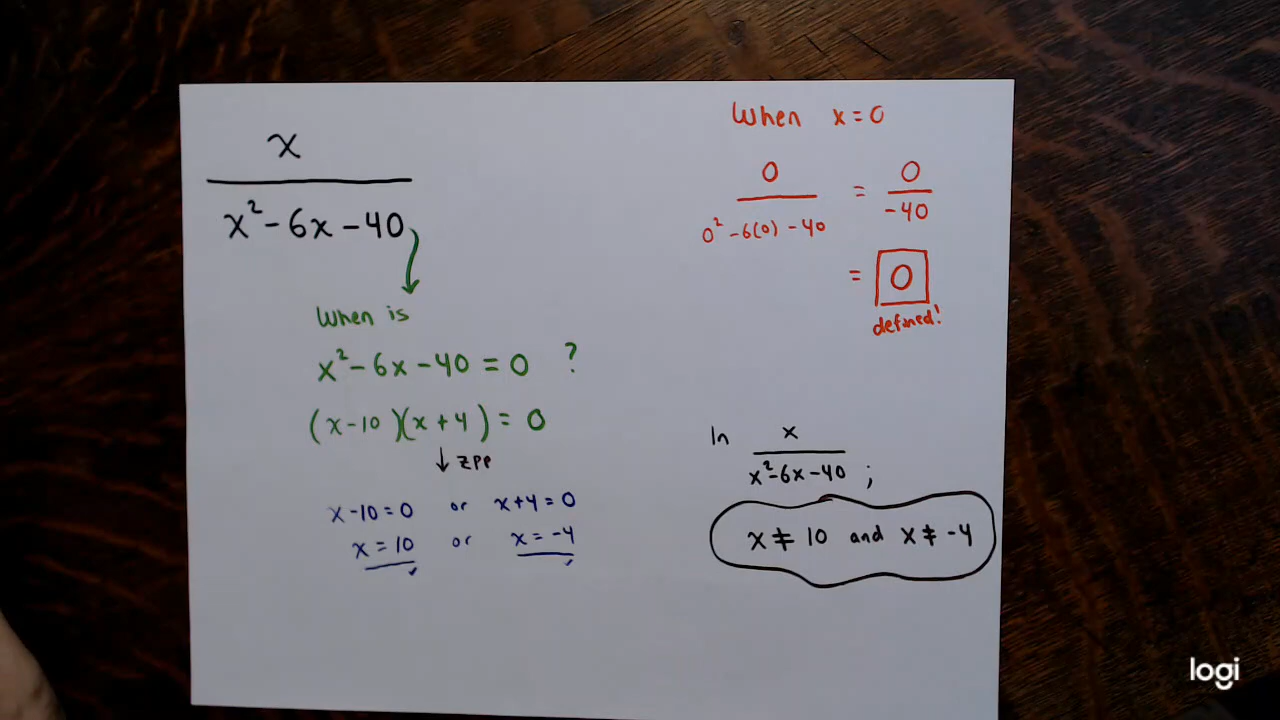 x
x² - 6x - 40
When is
x² - 6x - 40 = 0 ?
(x - 10)(x + 4) = 0
↓ ZPP
x - 10 = 0 or x + 4 = 0
x = 10 or x = -4
When x = 0
0 / 0² - 6(0) - 40 = 0 / -40
= 0
defined!
In x / x² - 6x - 40 ;
x ≠ 10 and x ≠ -4
logi